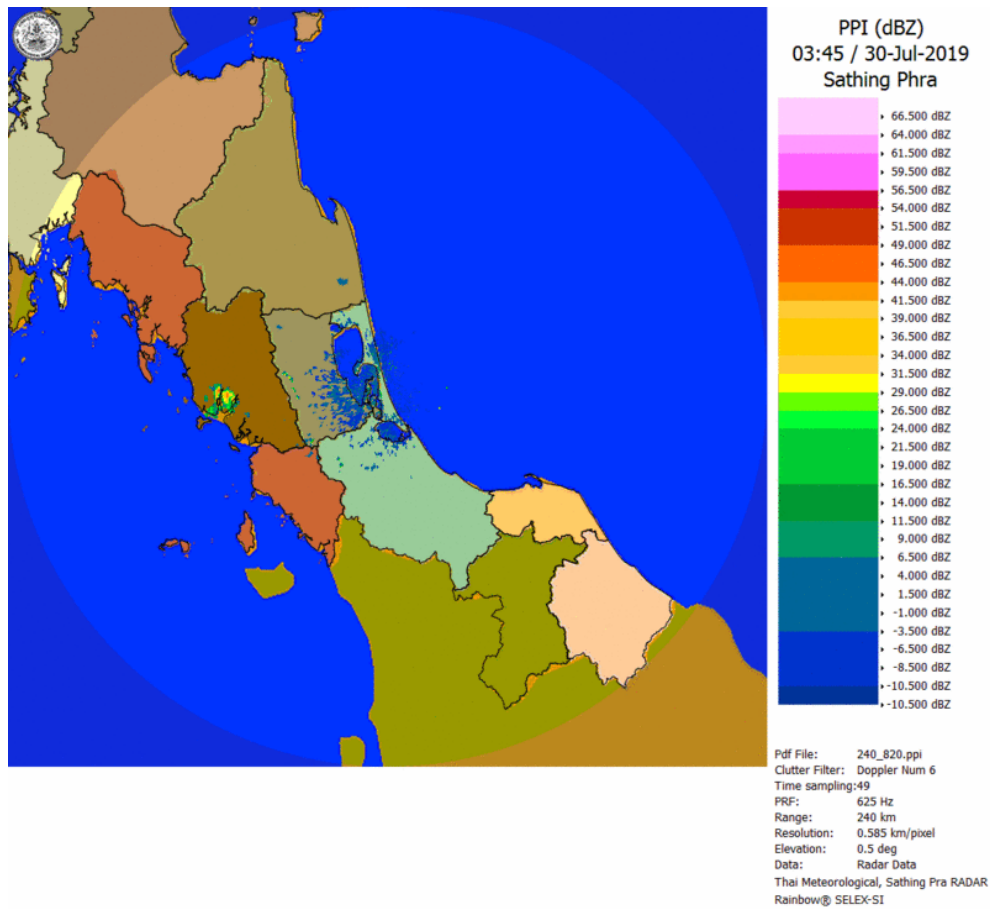 PPI (dBZ)
03:45 / 30-Jul-2019
Sathing Phra
66.500 dBZ
64.000 dBZ
61.500 dBZ
59.500 dBZ
56.500 dBZ
54.000 dBZ
51.500 dBZ
49.000 dBZ
46.500 dBZ
44.000 dBZ
41.500 dBZ
39.000 dBZ
36.500 dBZ
34.000 dBZ
31.500 dBZ
29.000 dBZ
26.500 dBZ
24.000 dBZ
21.500 dBZ
19.000 dBZ
16.500 dBZ
14.000 dBZ
11.500 dBZ
9.000 dBZ
6.500 dBZ
4.000 dBZ
1.500 dBZ
-1.000 dBZ
-3.500 dBZ
-6.500 dBZ
-8.500 dBZ
-10.500 dBZ
-10.500 dBZ
Pdf File: 240_820.ppi
Clutter Filter: Doppler Num 6
Time sampling:49
PRF: 625 Hz
Range: 240 km
Resolution: 0.585 km/pixel
Elevation: 0.5 deg
Data: Radar Data
Thai Meteorological, Sathing Pra RADAR
Rainbow® SELEX-SI